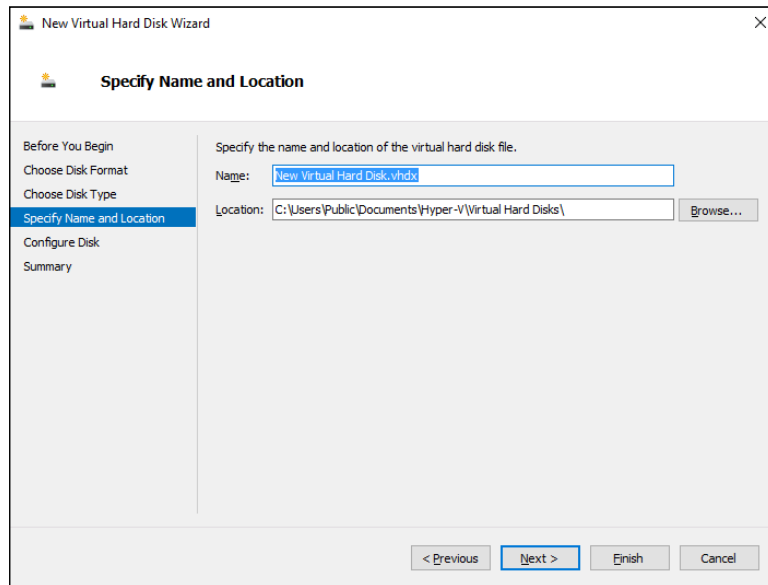 New Virtual Hard Disk Wizard
Specify Name and Location
Before You Begin
Choose Disk Format
Choose Disk Type
Specify Name and Location
Configure Disk
Summary
Specify the name and location of the virtual hard disk file.
Name: New Virtual Hard Disk.vhdx
Location: C:\Users\Public\Documents\Hyper-V\Virtual Hard Disks\ Browse...
< Previous Next > Finish Cancel